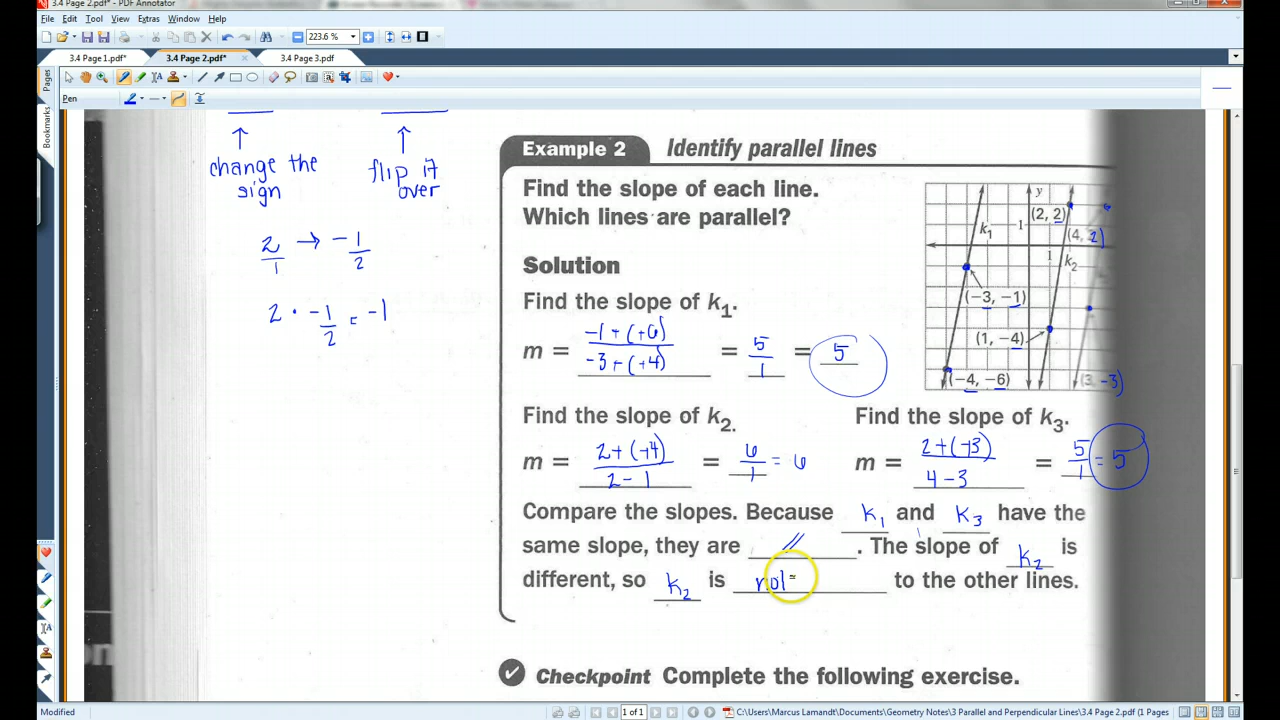 3.4 Page 2.pdf* - PDF Annotator
File Edit Tool View Extras Window Help
223.6 %
3.4 Page 1.pdf* 3.4 Page 2.pdf* 3.4 Page 3.pdf
Pen
Pages
Bookmarks
change the sign
flip it over
2/1 → -1/2
2 · -1/2 = -1
Example 2 Identify parallel lines
Find the slope of each line.
Which lines are parallel?
Solution
Find the slope of k1.
m = -1+(+6) / -3+(+4) = 5/1 = 5
y
1
(2, 2)
k1
(4, 2)
1
k2
(-3, -1)
(1, -4)
(-4, -6)
(3, -3)
Find the slope of k2.
m = 2+(+4) / 2-1 = 6/1 = 6
Find the slope of k3.
m = 2+(+3) / 4-3 = 5/1 = 5
Compare the slopes. Because k1 and k3 have the
same slope, they are //. The slope of k2 is
different, so k2 is not to the other lines.
Checkpoint Complete the following exercise.
Modified
1 of 1
C:\Users\Marcus Lamandt\Documents\Geometry Notes\3 Parallel and Perpendicular Lines\3.4 Page 2.pdf (1 Pages